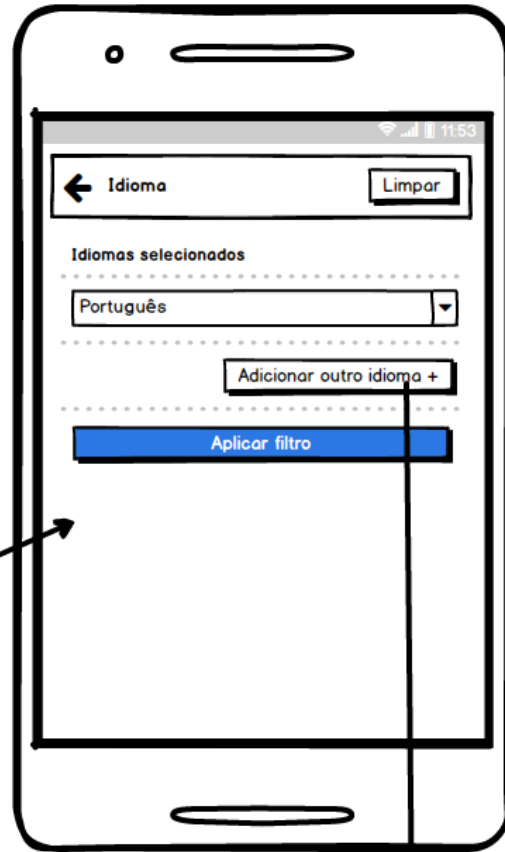 11:53
Idioma
Limpar
Idiomas selecionados
Português
Adicionar outro idioma +
Aplicar filtro